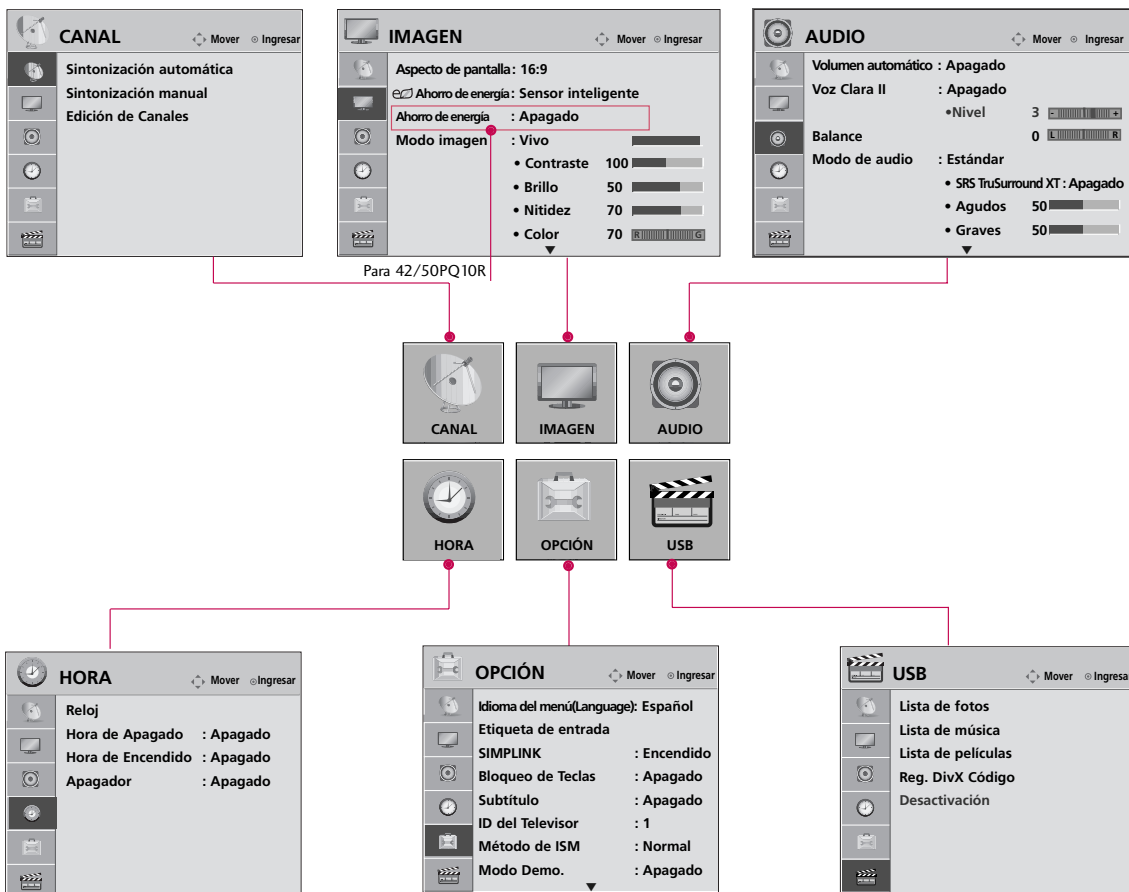 CANAL
Mover Ingresar
Sintonización automática
Sintonización manual
Edición de Canales
IMAGEN
Mover Ingresar
Aspecto de pantalla : 16:9
Ahorro de energía : Sensor inteligente
Ahorro de energía : Apagado
Modo imagen : Vivo
• Contraste 100
• Brillo 50
• Nitidez 70
• Color 70 R G
Para 42/50PQ10R
AUDIO
Mover Ingresar
Volumen automático : Apagado
Voz Clara II : Apagado
•Nivel 3 - +
Balance 0 L R
Modo de audio : Estándar
• SRS TruSurround XT : Apagado
• Agudos 50
• Graves 50
CANAL
IMAGEN
AUDIO
HORA
OPCIÓN
USB
HORA
Mover Ingresar
Reloj
Hora de Apagado : Apagado
Hora de Encendido : Apagado
Apagador : Apagado
OPCIÓN
Mover Ingresar
Idioma del menú(Language): Español
Etiqueta de entrada
SIMPLINK : Encendido
Bloqueo de Teclas : Apagado
Subtítulo : Apagado
ID del Televisor : 1
Método de ISM : Normal
Modo Demo. : Apagado
USB
Mover Ingresar
Lista de fotos
Lista de música
Lista de películas
Reg. DivX Código
Desactivación